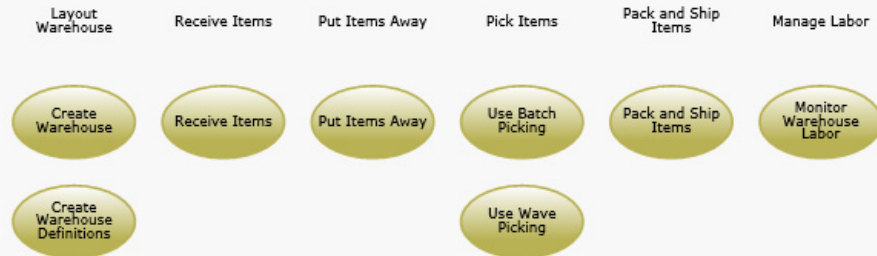 Layout
Warehouse
Receive Items
Put Items Away
Pick Items
Pack and Ship
Items
Manage Labor
Create
Warehouse
Receive Items
Put Items Away
Use Batch
Picking
Pack and Ship
Items
Monitor
Warehouse
Labor
Create
Warehouse
Definitions
Use Wave
Picking